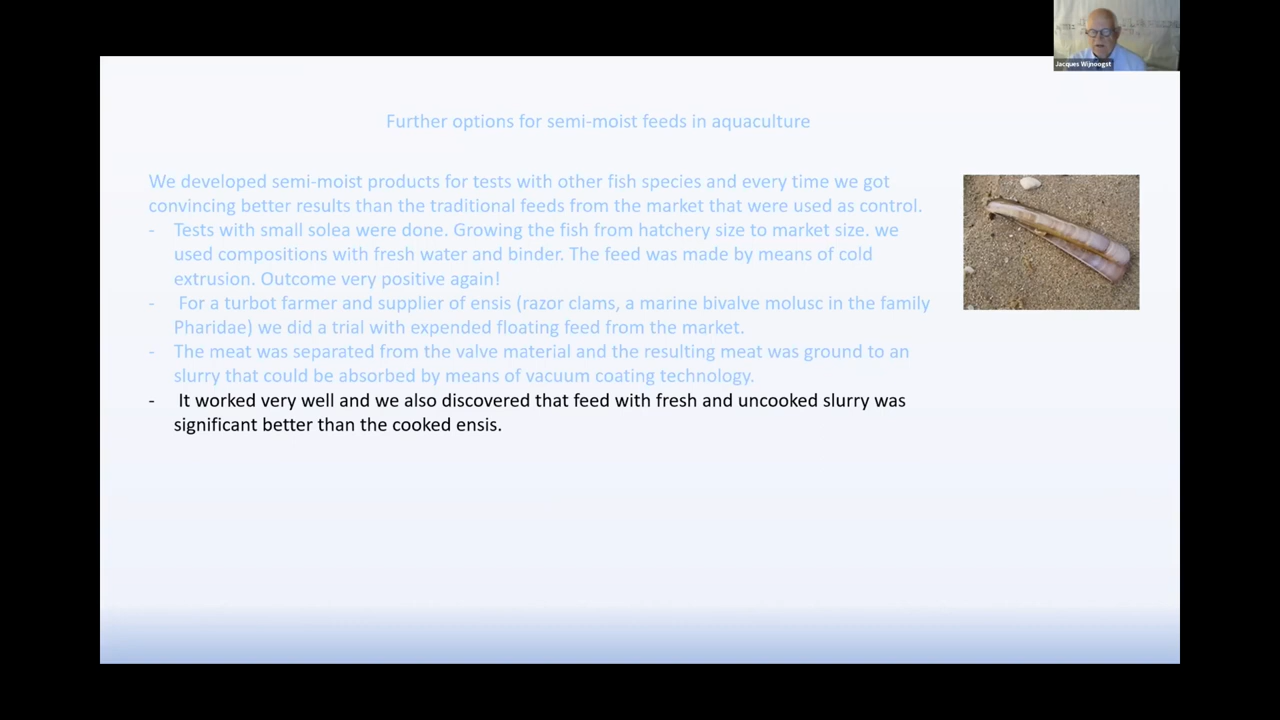 Jacques Wijnoogst
Further options for semi-moist feeds in aquaculture
We developed semi-moist products for tests with other fish species and every time we got
convincing better results than the traditional feeds from the market that were used as control.
- Tests with small solea were done. Growing the fish from hatchery size to market size. we
used compositions with fresh water and binder. The feed was made by means of cold
extrusion. Outcome very positive again!
- For a turbot farmer and supplier of ensis (razor clams, a marine bivalve molusc in the family
Pharidae) we did a trial with expended floating feed from the market.
- The meat was separated from the valve material and the resulting meat was ground to an
slurry that could be absorbed by means of vacuum coating technology.
- It worked very well and we also discovered that feed with fresh and uncooked slurry was
significant better than the cooked ensis.